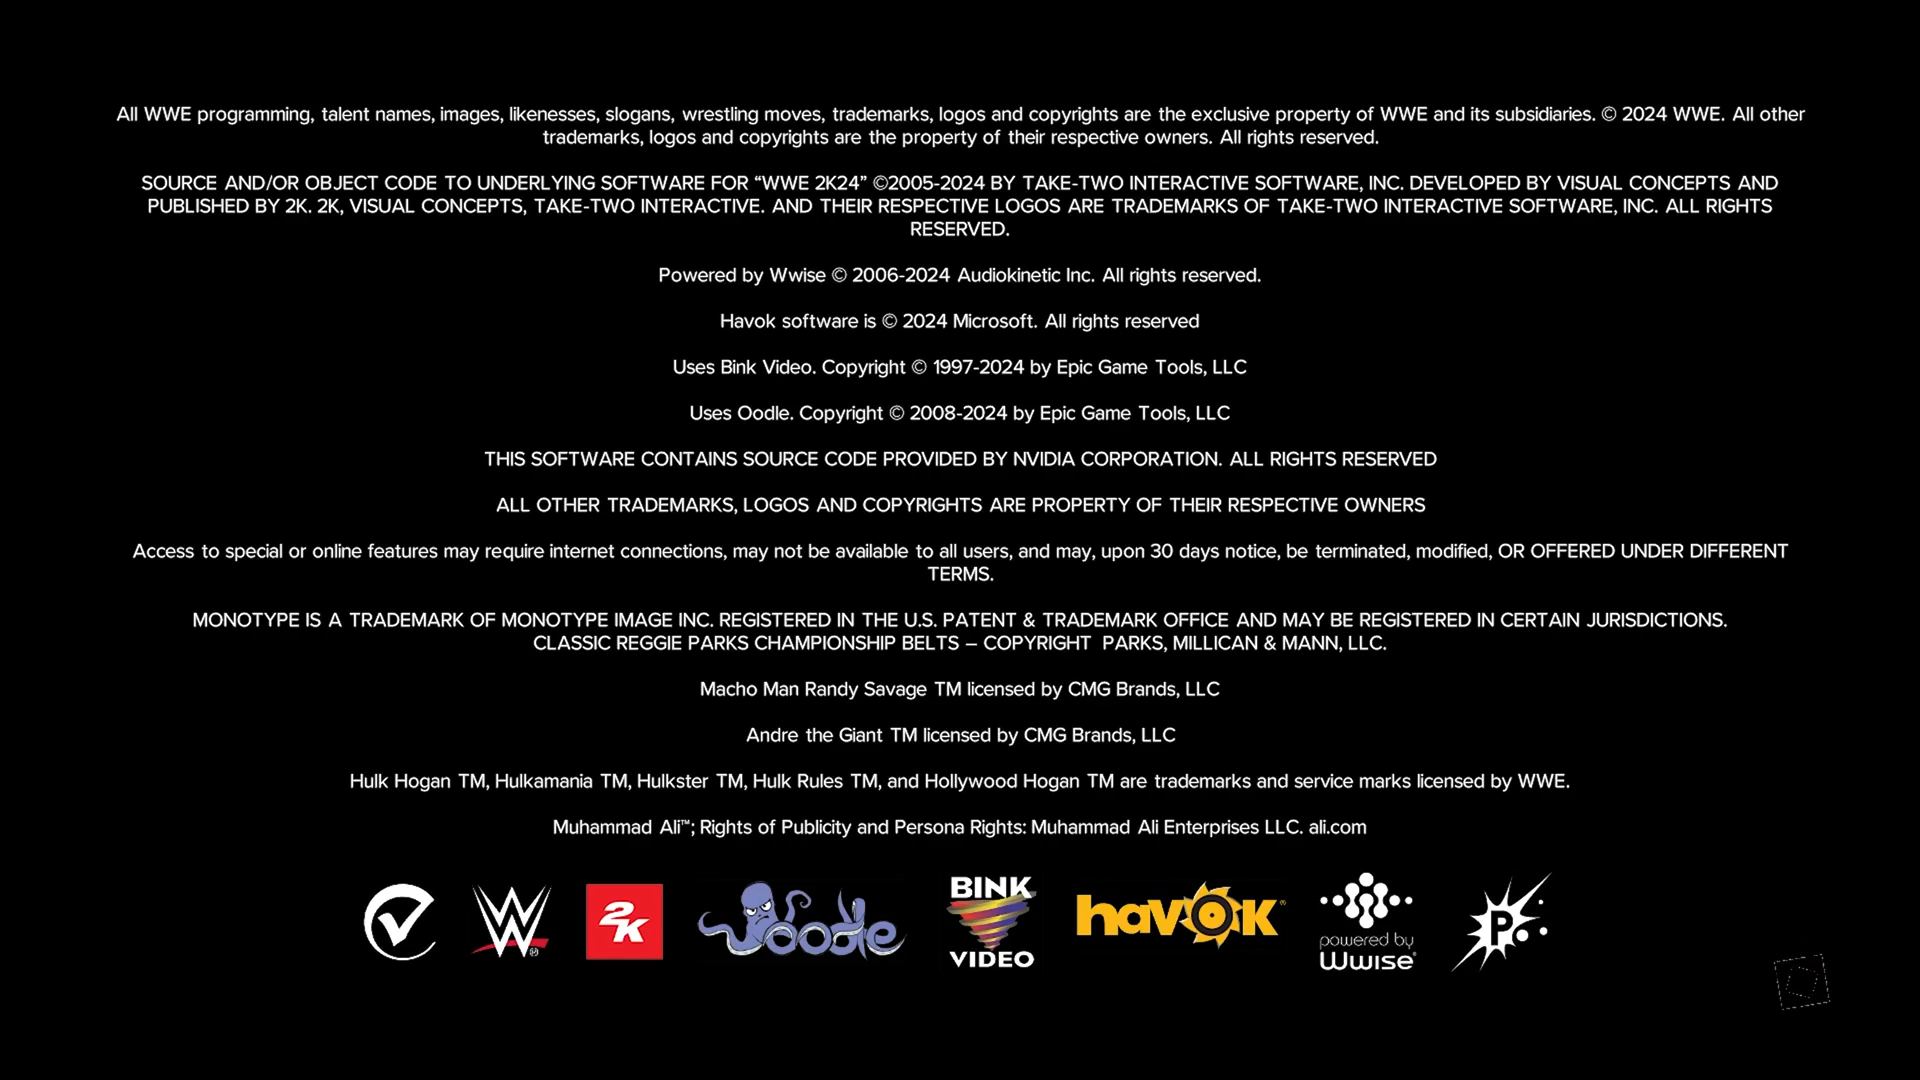 All WWE programming, talent names, images, likenesses, slogans, wrestling moves, trademarks, logos and copyrights are the exclusive property of WWE and its subsidiaries. © 2024 WWE. All other
trademarks, logos and copyrights are the property of their respective owners. All rights reserved.
SOURCE AND/OR OBJECT CODE TO UNDERLYING SOFTWARE FOR “WWE 2K24” ©2005-2024 BY TAKE-TWO INTERACTIVE SOFTWARE, INC. DEVELOPED BY VISUAL CONCEPTS AND
PUBLISHED BY 2K. 2K, VISUAL CONCEPTS, TAKE-TWO INTERACTIVE. AND THEIR RESPECTIVE LOGOS ARE TRADEMARKS OF TAKE-TWO INTERACTIVE SOFTWARE, INC. ALL RIGHTS
RESERVED.
Powered by Wwise © 2006-2024 Audiokinetic Inc. All rights reserved.
Havok software is © 2024 Microsoft. All rights reserved
Uses Bink Video. Copyright © 1997-2024 by Epic Game Tools, LLC
Uses Oodle. Copyright © 2008-2024 by Epic Game Tools, LLC
THIS SOFTWARE CONTAINS SOURCE CODE PROVIDED BY NVIDIA CORPORATION. ALL RIGHTS RESERVED
ALL OTHER TRADEMARKS, LOGOS AND COPYRIGHTS ARE PROPERTY OF THEIR RESPECTIVE OWNERS
Access to special or online features may require internet connections, may not be available to all users, and may, upon 30 days notice, be terminated, modified, OR OFFERED UNDER DIFFERENT
TERMS.
MONOTYPE IS A TRADEMARK OF MONOTYPE IMAGE INC. REGISTERED IN THE U.S. PATENT & TRADEMARK OFFICE AND MAY BE REGISTERED IN CERTAIN JURISDICTIONS.
CLASSIC REGGIE PARKS CHAMPIONSHIP BELTS – COPYRIGHT PARKS, MILLICAN & MANN, LLC.
Macho Man Randy Savage TM licensed by CMG Brands, LLC
Andre the Giant TM licensed by CMG Brands, LLC
Hulk Hogan TM, Hulkamania TM, Hulkster TM, Hulk Rules TM, and Hollywood Hogan TM are trademarks and service marks licensed by WWE.
Muhammad Ali™; Rights of Publicity and Persona Rights: Muhammad Ali Enterprises LLC. ali.com
W
2K
oodle
BINK
VIDEO
havok®
powered by
Wwise®
P